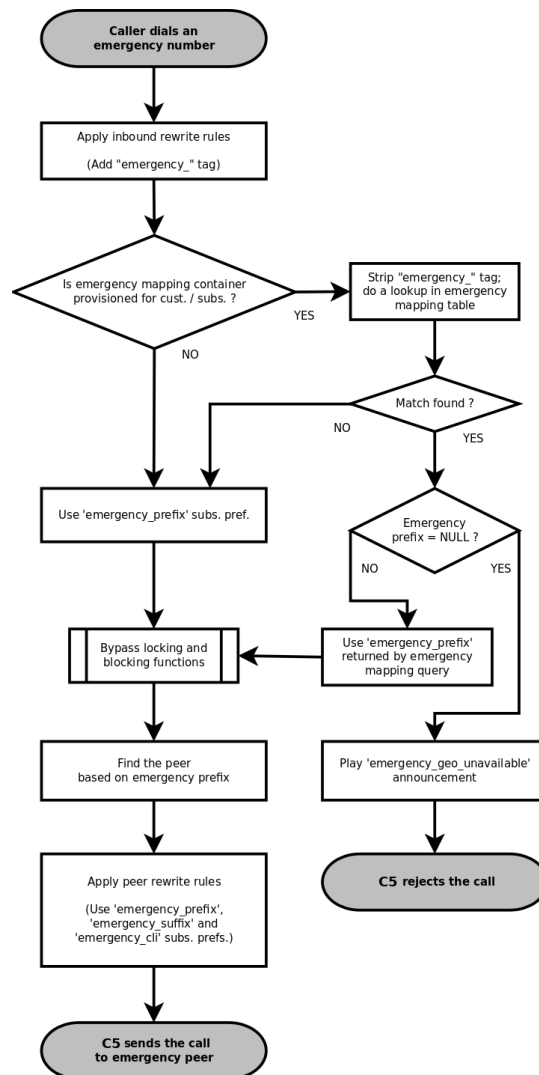 Caller dials an
emergency number
Apply inbound rewrite rules
(Add "emergency_" tag)
Is emergency mapping container
provisioned for cust. / subs. ?
YES
NO
Strip "emergency_" tag;
do a lookup in emergency
mapping table
Match found ?
NO
YES
Use 'emergency_prefix' subs. pref.
Emergency
prefix = NULL ?
NO
YES
Bypass locking and
blocking functions
Use 'emergency_prefix'
returned by emergency
mapping query
Find the peer
based on emergency prefix
Play 'emergency_geo_unavailable'
announcement
Apply peer rewrite rules
(Use 'emergency_prefix',
'emergency_suffix' and
'emergency_cli' subs. prefs.)
C5 rejects the call
C5 sends the call
to emergency peer